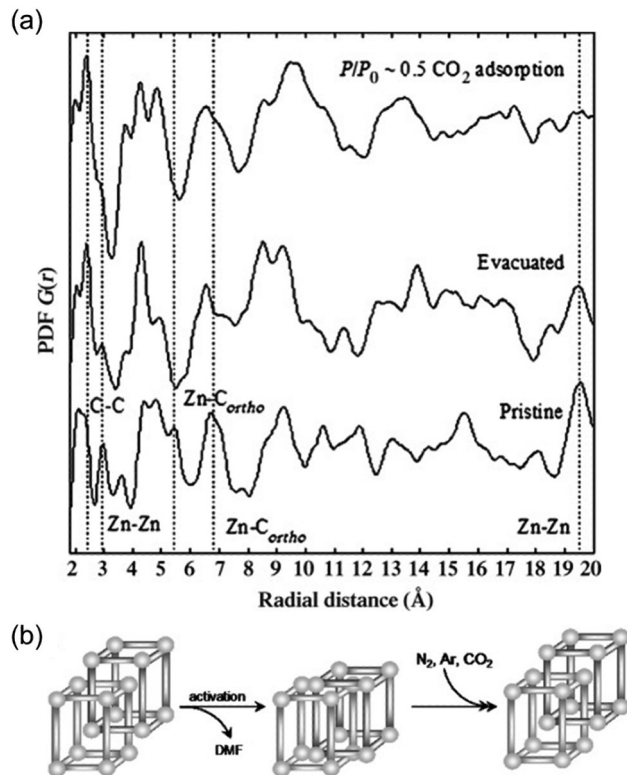 (a)
P/P0 ~ 0.5 CO2 adsorption
Evacuated
Pristine
C-C
Zn-Cortho
Zn-Zn
Zn-Cortho
Zn-Zn
PDF G(r)
2 3 4 5 6 7 8 9 10 11 12 13 14 15 16 17 18 19 20
Radial distance (Å)
(b)
activation
DMF
N2, Ar, CO2